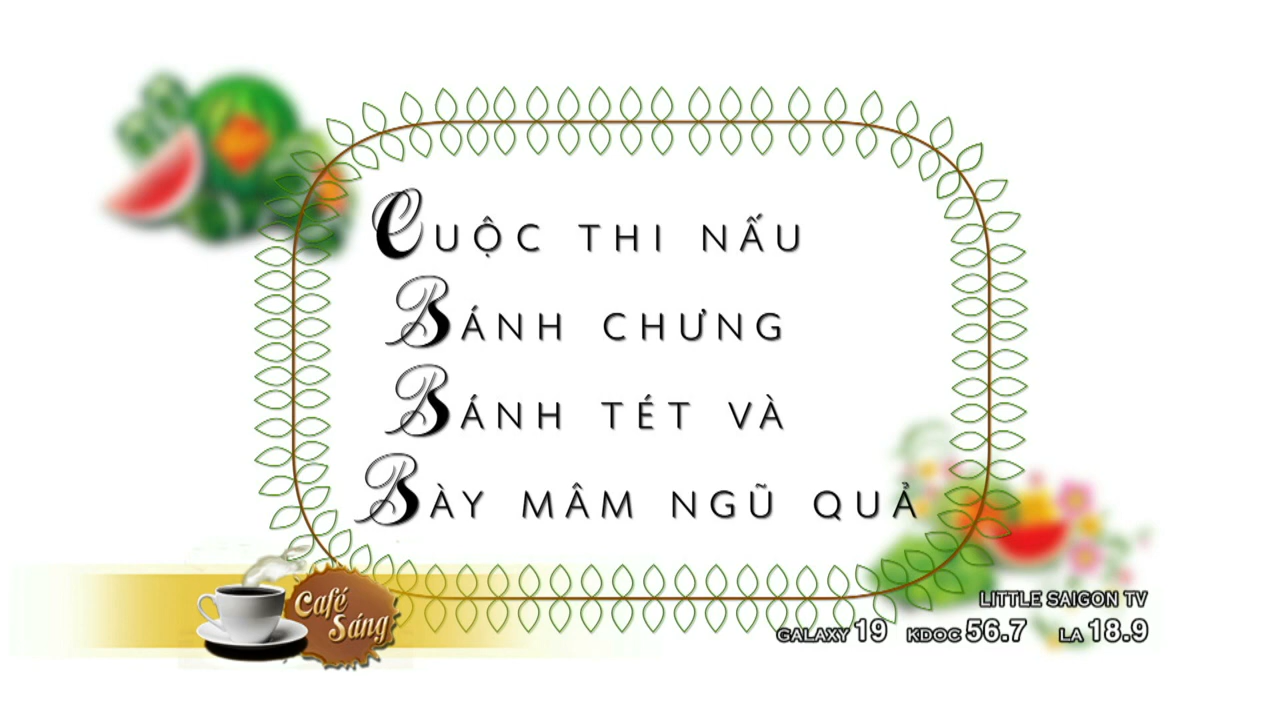 CUỘC THI NẤU
BÁNH CHƯNG
BÁNH TÉT VÀ
BÀY MÂM NGŨ QUẢ
Café
Sáng
LITTLE SAIGON TV
GALAXY 19 KDOC 56.7 LA 18.9